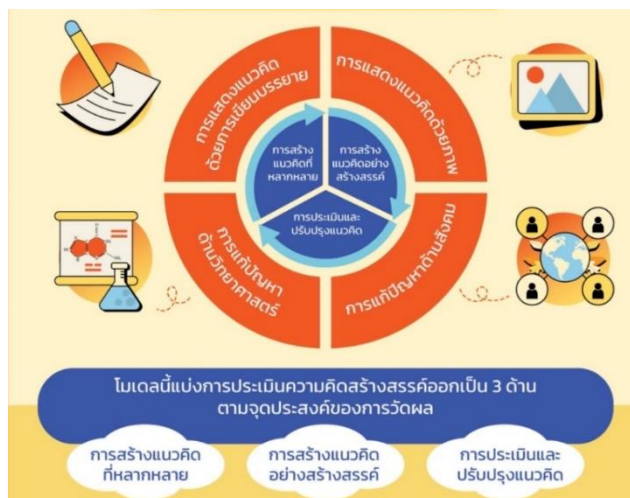 การแสดงแนวคิด
ด้วยการเขียนบรรยาย
การแสดงแนวคิดด้วยภาพ
การสร้าง
แนวคิดที่
หลากหลาย
การสร้าง
แนวคิดอย่าง
สร้างสรรค์
การประเมินและ
ปรับปรุงแนวคิด
การแก้ปัญหา
ด้านวิทยาศาสตร์
การแก้ปัญหาด้านสังคม
โมเดลนี้แบ่งการประเมินความคิดสร้างสรรค์ออกเป็น 3 ด้าน
ตามจุดประสงค์ของการวัดผล
การสร้างแนวคิด
ที่หลากหลาย
การสร้างแนวคิด
อย่างสร้างสรรค์
การประเมินและ
ปรับปรุงแนวคิด